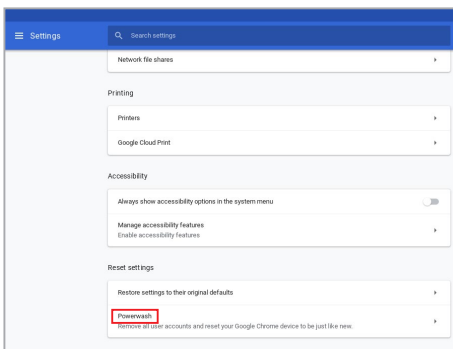 Settings
Search settings
Network file shares
Printing
Printers
Google Cloud Print
Accessibility
Always show accessibility options in the system menu
Manage accessibility features
Enable accessibility features
Reset settings
Restore settings to their original defaults
Powerwash
Remove all user accounts and reset your Google Chrome device to be just like new.